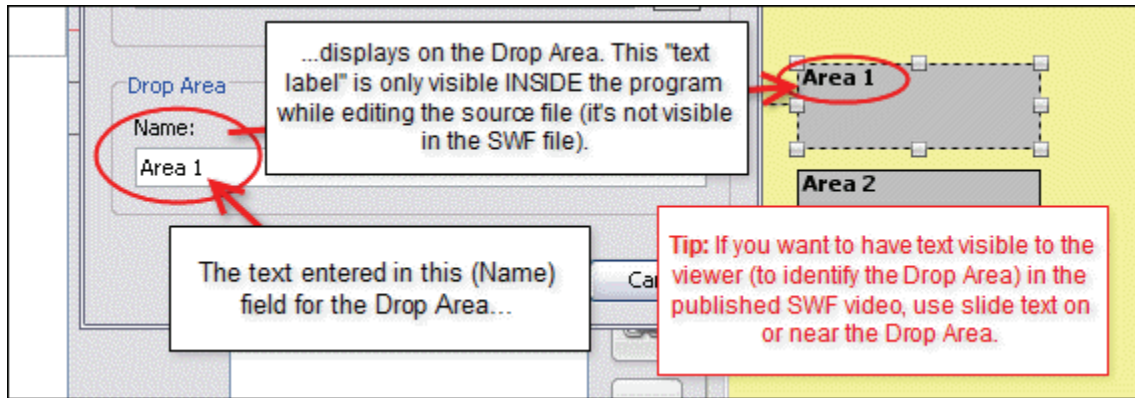 ...displays on the Drop Area. This "text
label" is only visible INSIDE the program
while editing the source file (it's not visible
in the SWF file).
Area 1
Drop Area
Name:
Area 1
Area 2
The text entered in this (Name)
field for the Drop Area...
Tip: If you want to have text visible to the
viewer (to identify the Drop Area) in the
published SWF video, use slide text on
or near the Drop Area.